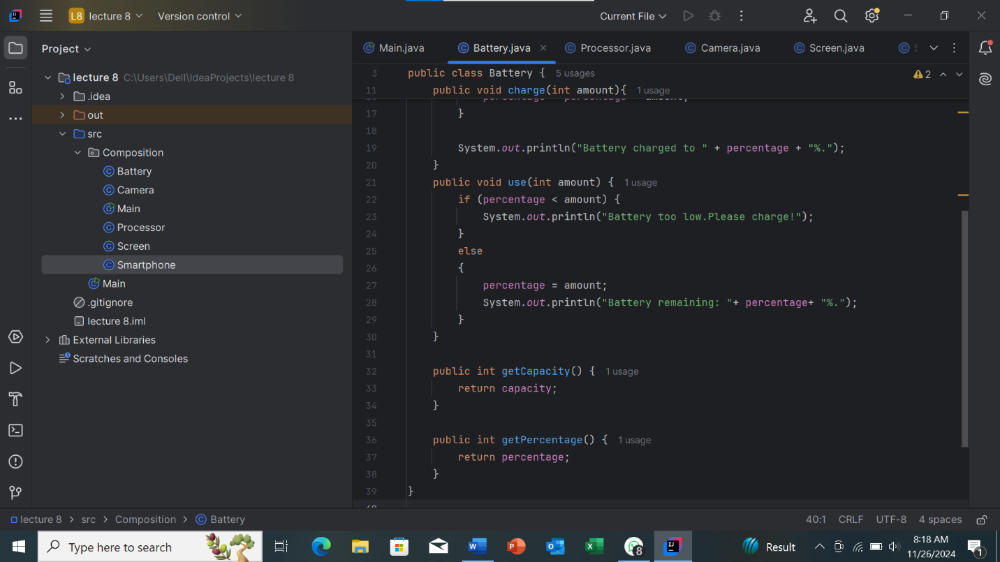 L8 lecture 8 Version control Current File
Project
Main.java Battery.java Processor.java Camera.java Screen.java
lecture 8 C:\Users\Dell\IdeaProjects\lecture 8
.idea
out
src
Composition
Battery
Camera
Main
Processor
Screen
Smartphone
Main
.gitignore
lecture 8.iml
External Libraries
Scratches and Consoles
3 public class Battery { 5 usages
2
11 public void charge(int amount){ 1 usage
17 }
18
19 System.out.println("Battery charged to " + percentage + "%.");
20 }
21 public void use(int amount) { 1 usage
22 if (percentage < amount) {
23 System.out.println("Battery too low.Please charge!");
24 }
25 else
26 {
27 percentage = amount;
28 System.out.println("Battery remaining: "+ percentage+ "%.");
29 }
30 }
31
32 public int getCapacity() { 1 usage
33 return capacity;
34 }
35
36 public int getPercentage() { 1 usage
37 return percentage;
38 }
39 }
lecture 8 > src > Composition > Battery
40:1 CRLF UTF-8 4 spaces
Type here to search
8
Result
8:18 AM
11/26/2024
1